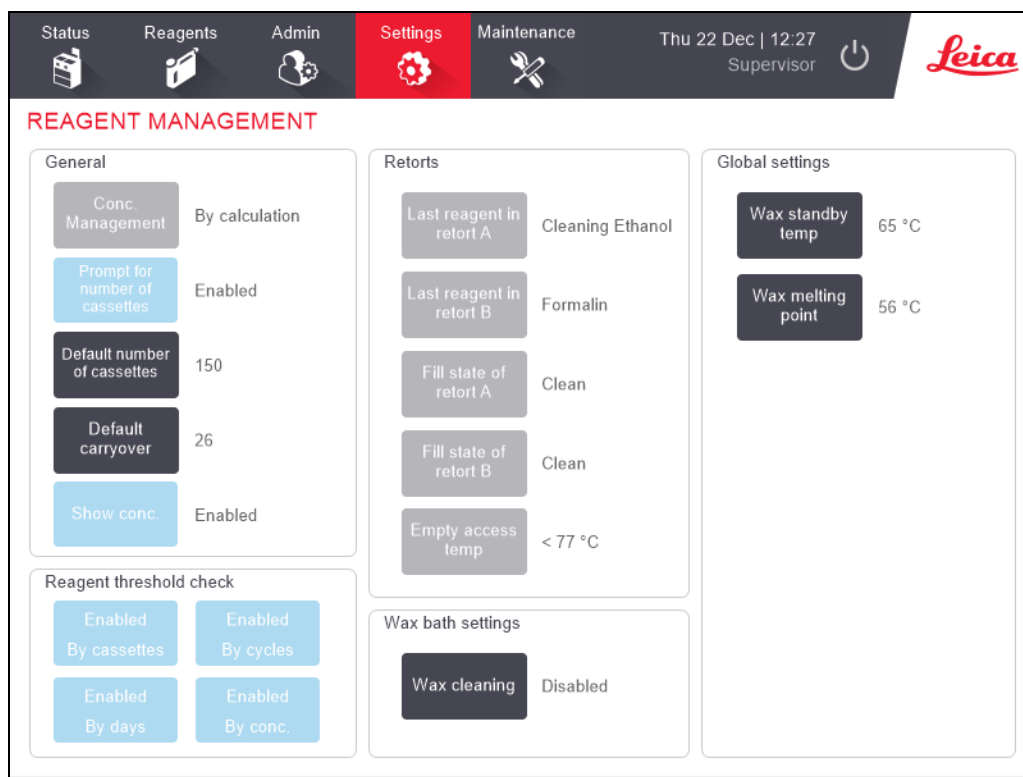 Status
Reagents
Admin
Settings
Maintenance
Thu 22 Dec | 12:27
Supervisor
Leica
REAGENT MANAGEMENT
General
Conc.
Management
By calculation
Prompt for
number of
cassettes
Enabled
Default number
of cassettes
150
Default
carryover
26
Show conc.
Enabled
Reagent threshold check
Enabled
By cassettes
Enabled
By cycles
Enabled
By days
Enabled
By conc.
Retorts
Last reagent in
retort A
Cleaning Ethanol
Last reagent in
retort B
Formalin
Fill state of
retort A
Clean
Fill state of
retort B
Clean
Empty access
temp
< 77 °C
Wax bath settings
Wax cleaning
Disabled
Global settings
Wax standby
temp
65 °C
Wax melting
point
56 °C